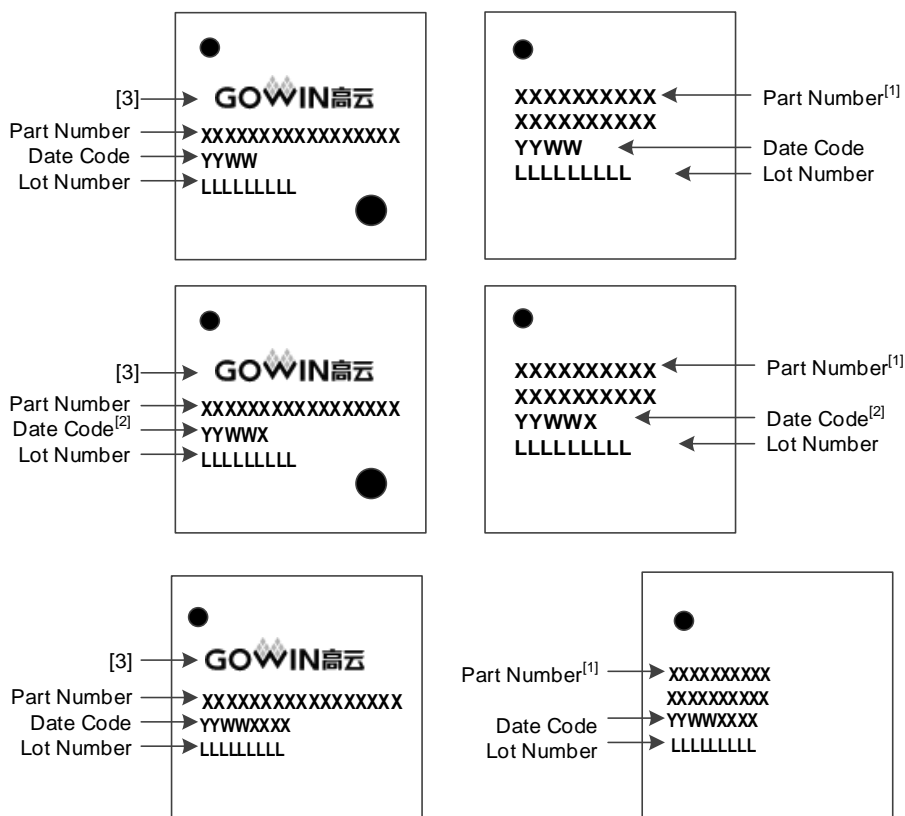 [3]
GOWIN高云
Part Number
XXXXXXXXXXXXXXXXX
Date Code
YYWW
Lot Number
LLLLLLLLL
XXXXXXXXXX
Part Number[1]
XXXXXXXXXX
YYWW
Date Code
LLLLLLLLL
Lot Number
[3]
GOWIN高云
Part Number
XXXXXXXXXXXXXXXXX
Date Code[2]
YYWWX
Lot Number
LLLLLLLLL
XXXXXXXXXX
Part Number[1]
XXXXXXXXXX
YYWWX
Date Code[2]
LLLLLLLLL
Lot Number
[3]
GOWIN高云
Part Number
XXXXXXXXXXXXXXXXX
Date Code
YYWWXXXX
Lot Number
LLLLLLLLL
Part Number[1]
XXXXXXXXXX
XXXXXXXXXX
Date Code
YYWWXXXX
Lot Number
LLLLLLLLL